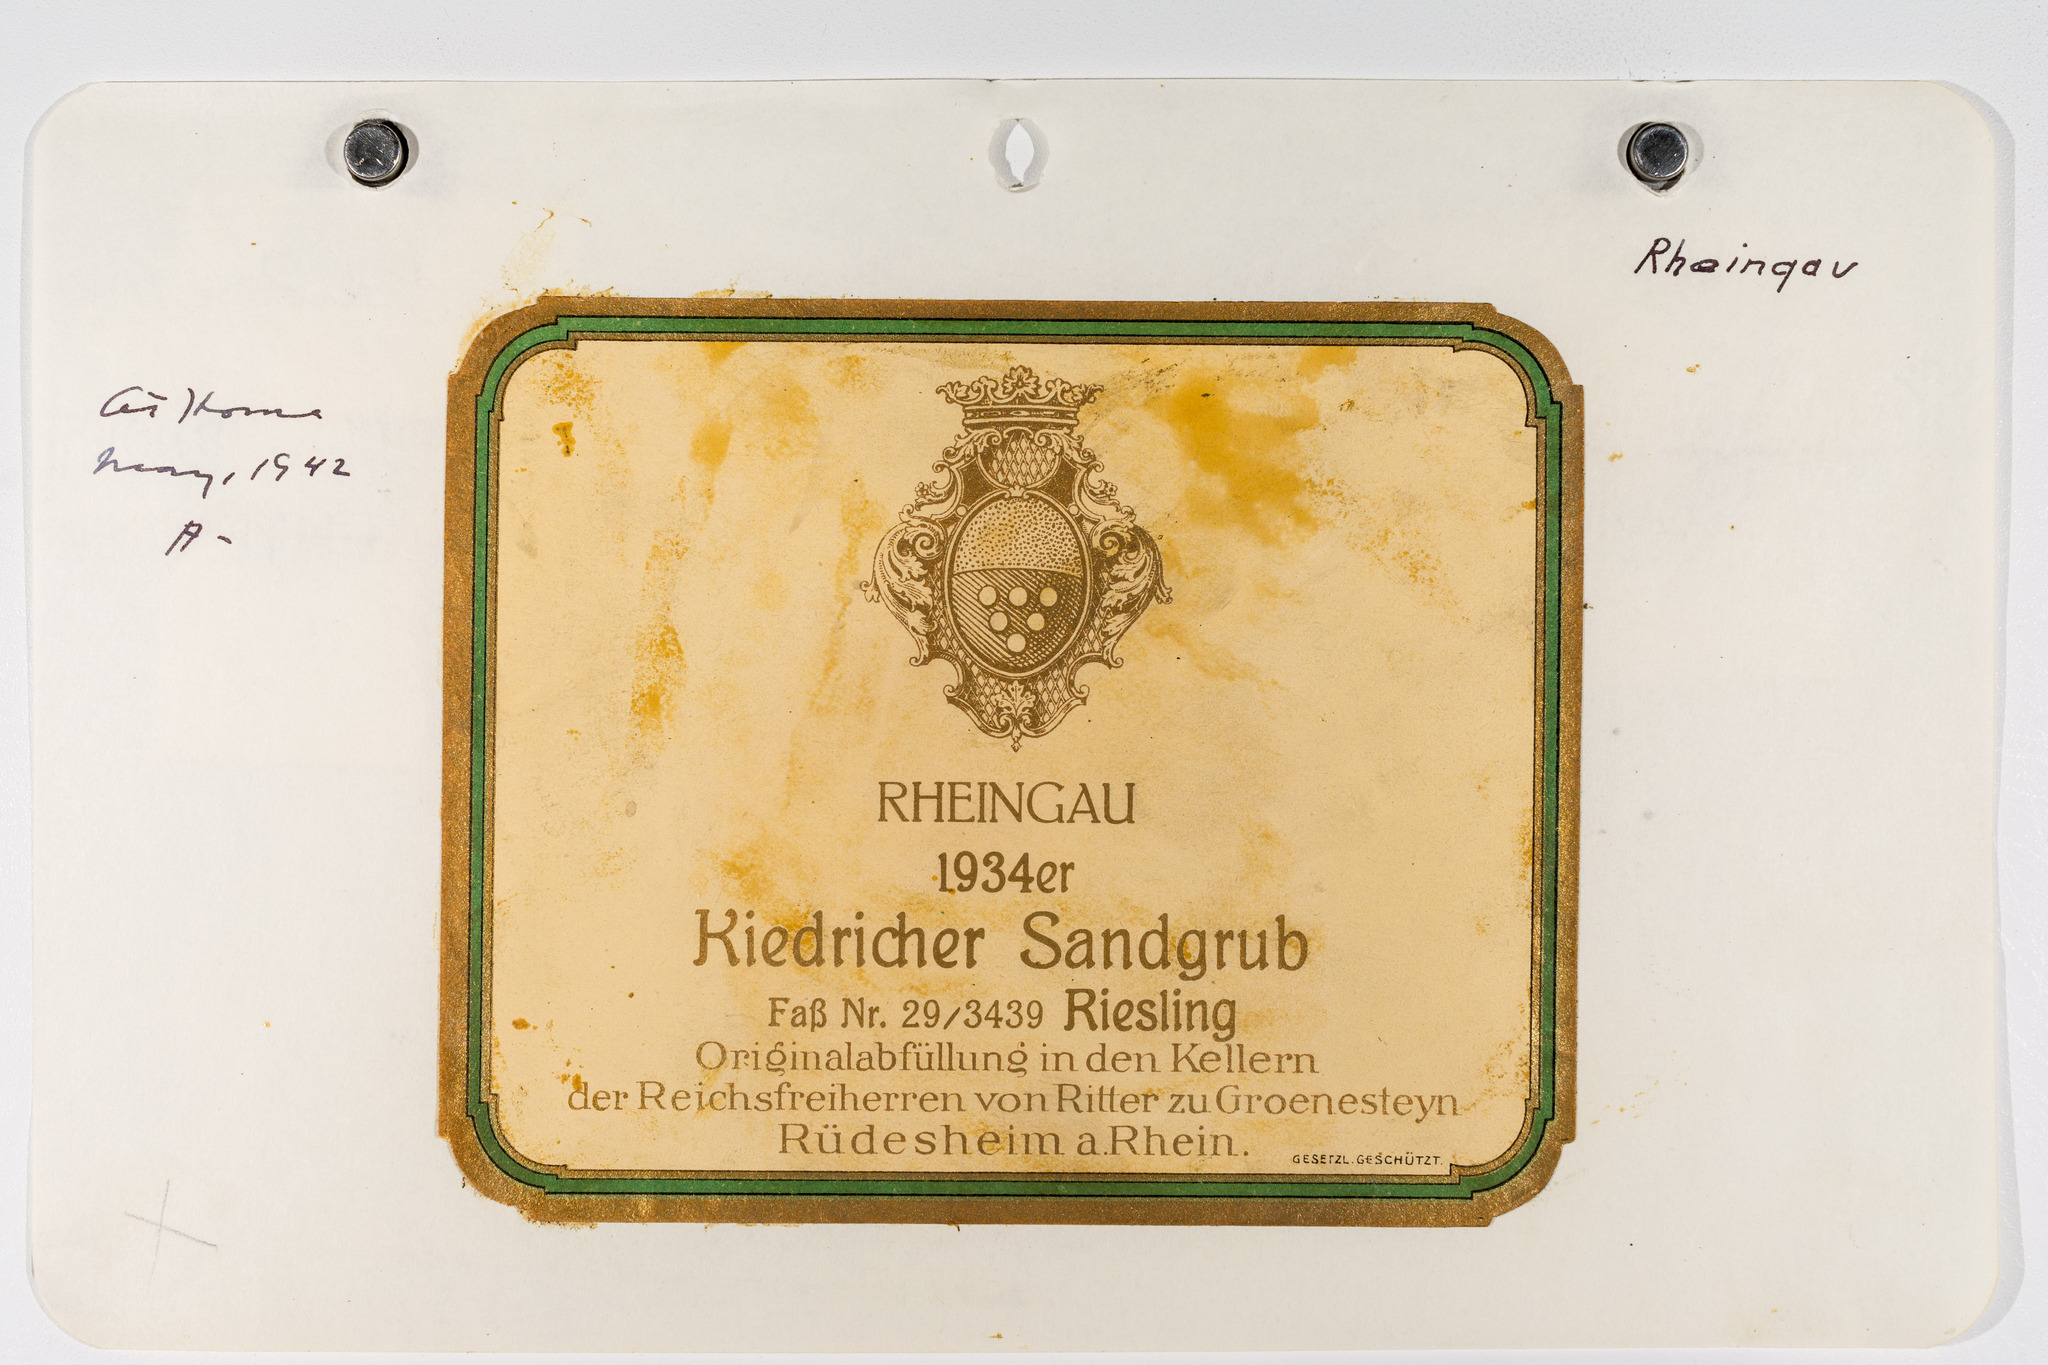 Rheingau
At Home
May, 1942
A-
RHEINGAU
1934er
Kiedricher Sandgrub
Faß Nr. 29/3439 Riesling
Originalabfüllung in den Kellern
der Reichsfreiherren von Ritter zu Groenesteyn
Rüdesheim a.Rhein.
GESETZL. GESCHÜTZT.